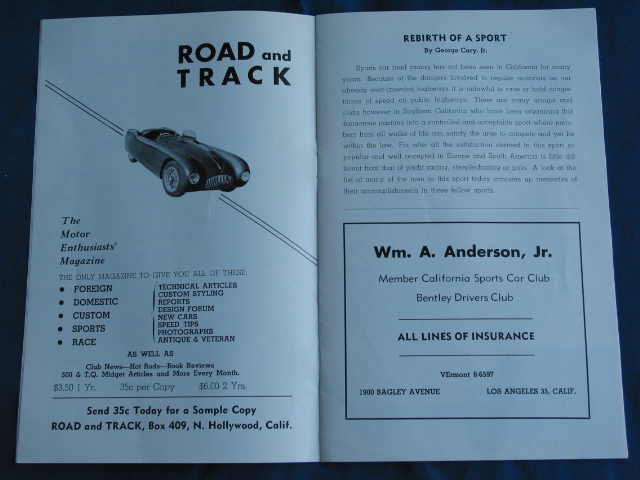 ROAD and
TRACK
The
Motor
Enthusiasts'
Magazine
THE ONLY MAGAZINE TO GIVE YOU ALL OF THESE:
• FOREIGN
• DOMESTIC
• CUSTOM
• SPORTS
• RACE
TECHNICAL ARTICLES
CUSTOM STYLING
REPORTS
DESIGN FORUM
NEW CARS
SPEED TIPS
PHOTOGRAPHS
ANTIQUE & VETERAN
AS WELL AS
Club News—Hot Rods—Book Reviews
500 & T.Q. Midget Articles and More Every Month.
$3.50 1 Yr. 35c per Copy $6.00 2 Yrs.
Send 35c Today for a Sample Copy
ROAD and TRACK, Box 409, N. Hollywood, Calif.
REBIRTH OF A SPORT
By George Cary, Jr.
Sports car road racing has not been seen in California for many
years. Because of the dangers involved to regular motorists on our
already over-crowded highways it is unlawful to race or hold compe-
titions of speed on public highways. There are many groups and
clubs however in Southern California who have been organizing this
dangerous pastime into a controlled and acceptable sport where mem-
bers from all walks of life can satisfy the urge to compete and yet be
within the law. For after all the satisfaction derived in this sport so
popular and well accepted in Europe and South America is little dif-
ferent from that of yacht racing, steeplechasing or polo. A look at the
list of many of the men in this sport today conjures up memories of
their accomplishments in these fellow sports.
Wm. A. Anderson, Jr.
Member California Sports Car Club
Bentley Drivers Club
ALL LINES OF INSURANCE
VErmont 8-6597
1900 BAGLEY AVENUE LOS ANGELES 35, CALIF.